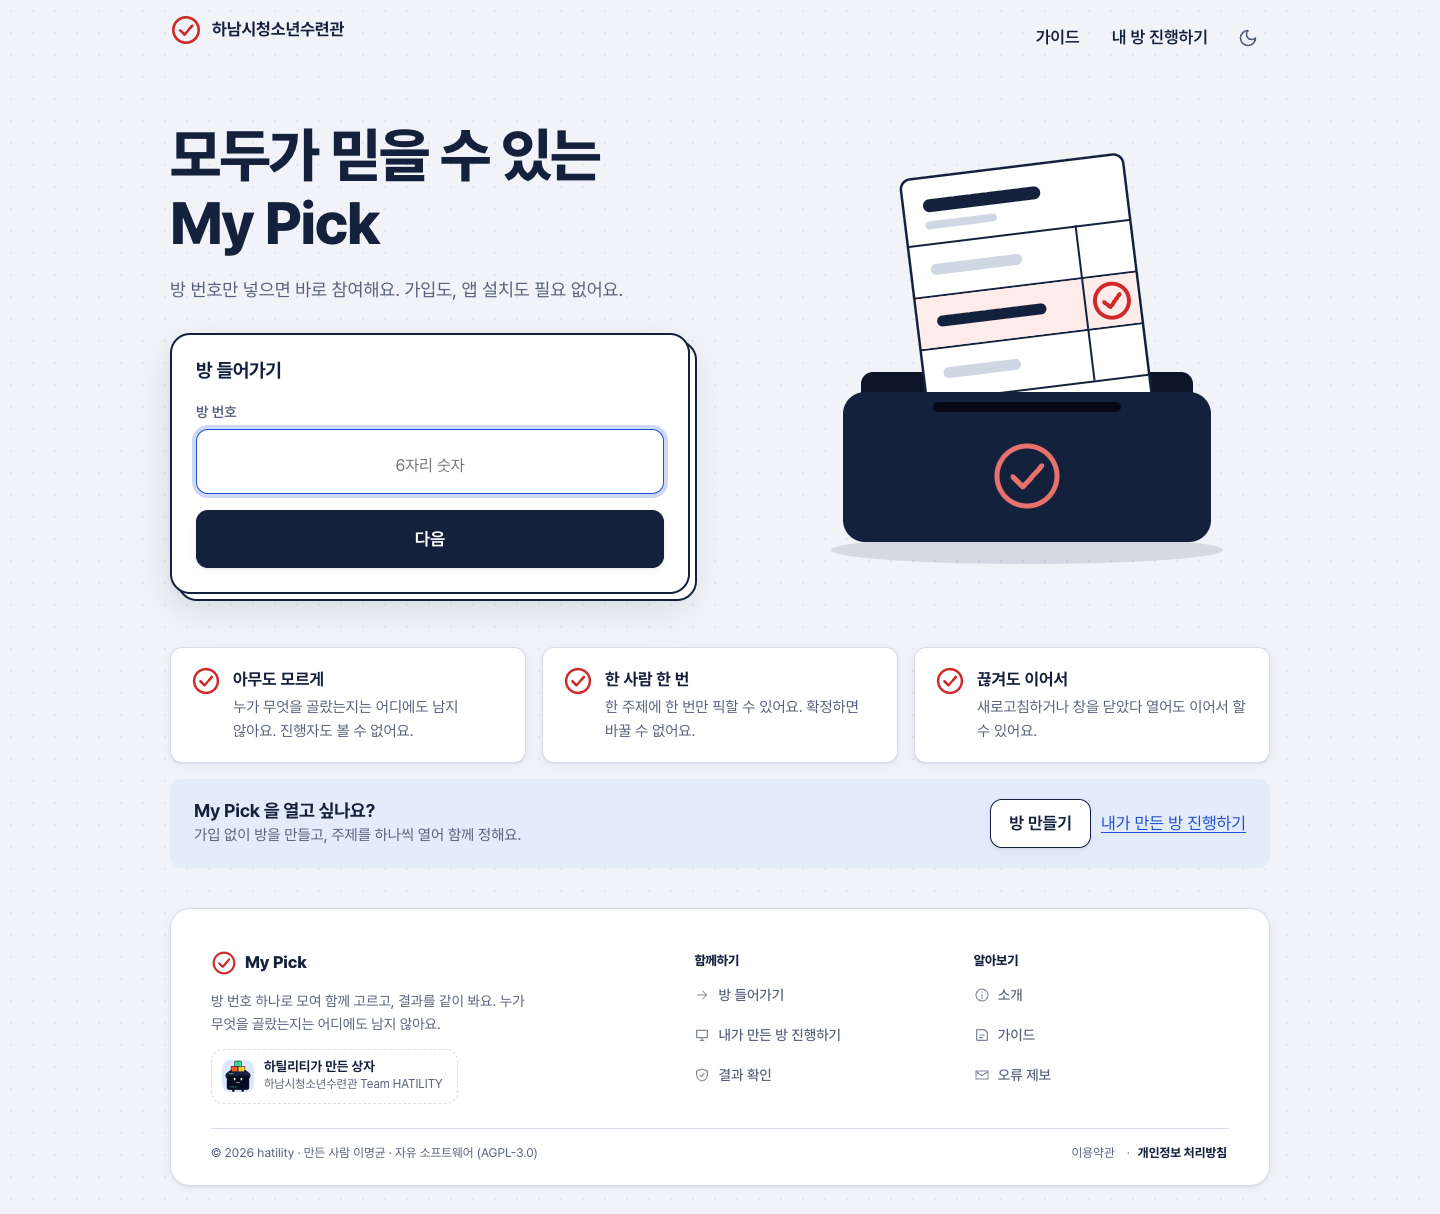 하남시청소년수련관
가이드
내 방 진행하기
모두가 믿을 수 있는
My Pick
방 번호만 넣으면 바로 참여해요. 가입도, 앱 설치도 필요 없어요.
방 들어가기
방 번호
6자리 숫자
다음
아무도 모르게
누가 무엇을 골랐는지는 어디에도 남지
않아요. 진행자도 볼 수 없어요.
한 사람 한 번
한 주제에 한 번만 픽할 수 있어요. 확정하면
바꿀 수 없어요.
끊겨도 이어서
새로고침하거나 창을 닫았다 열어도 이어서 할
수 있어요.
My Pick 을 열고 싶나요?
가입 없이 방을 만들고, 주제를 하나씩 열어 함께 정해요.
방 만들기
내가 만든 방 진행하기
My Pick
방 번호 하나로 모여 함께 고르고, 결과를 같이 봐요. 누가
무엇을 골랐는지는 어디에도 남지 않아요.
하틸리티가 만든 상자
하남시청소년수련관 Team HATILITY
함께하기
방 들어가기
내가 만든 방 진행하기
결과 확인
알아보기
소개
가이드
오류 제보
© 2026 hatility · 만든 사람 이명균 · 자유 소프트웨어 (AGPL-3.0)
이용약관 · 개인정보 처리방침